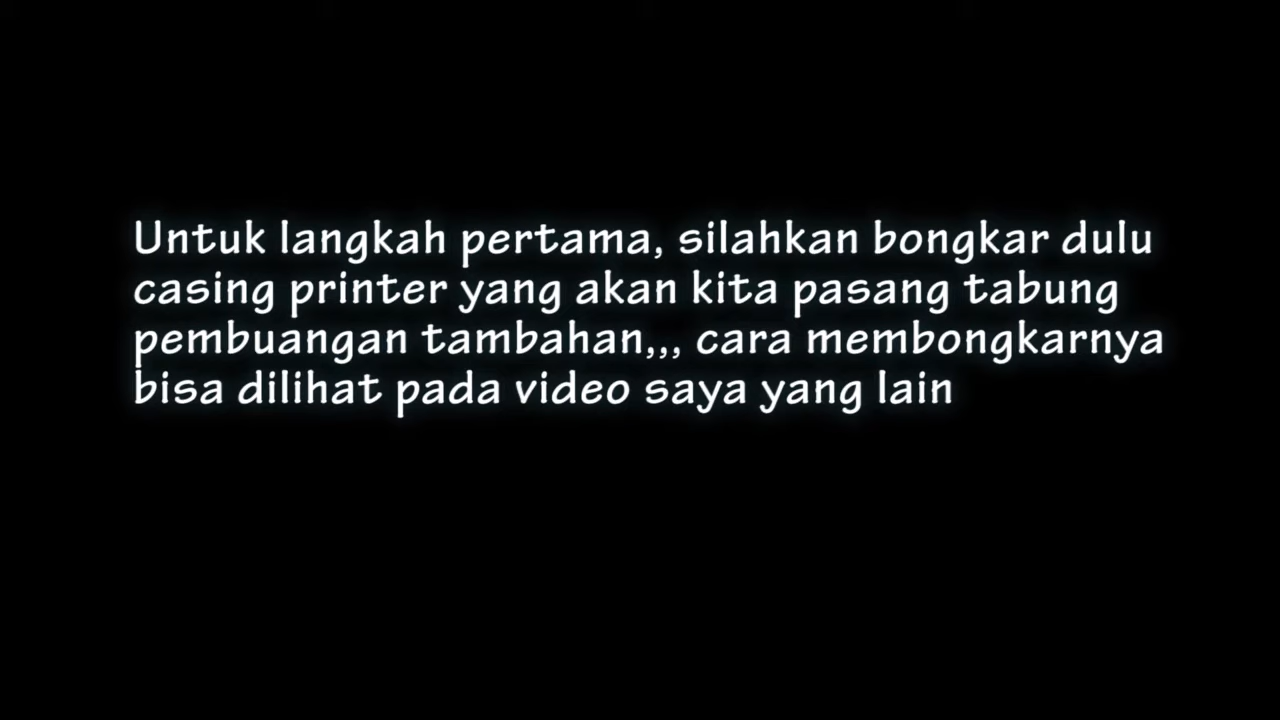 Untuk langkah pertama, silahkan bongkar dulu
casing printer yang akan kita pasang tabung
pembuangan tambahan,,, cara membongkarnya
bisa dilihat pada video saya yang lain